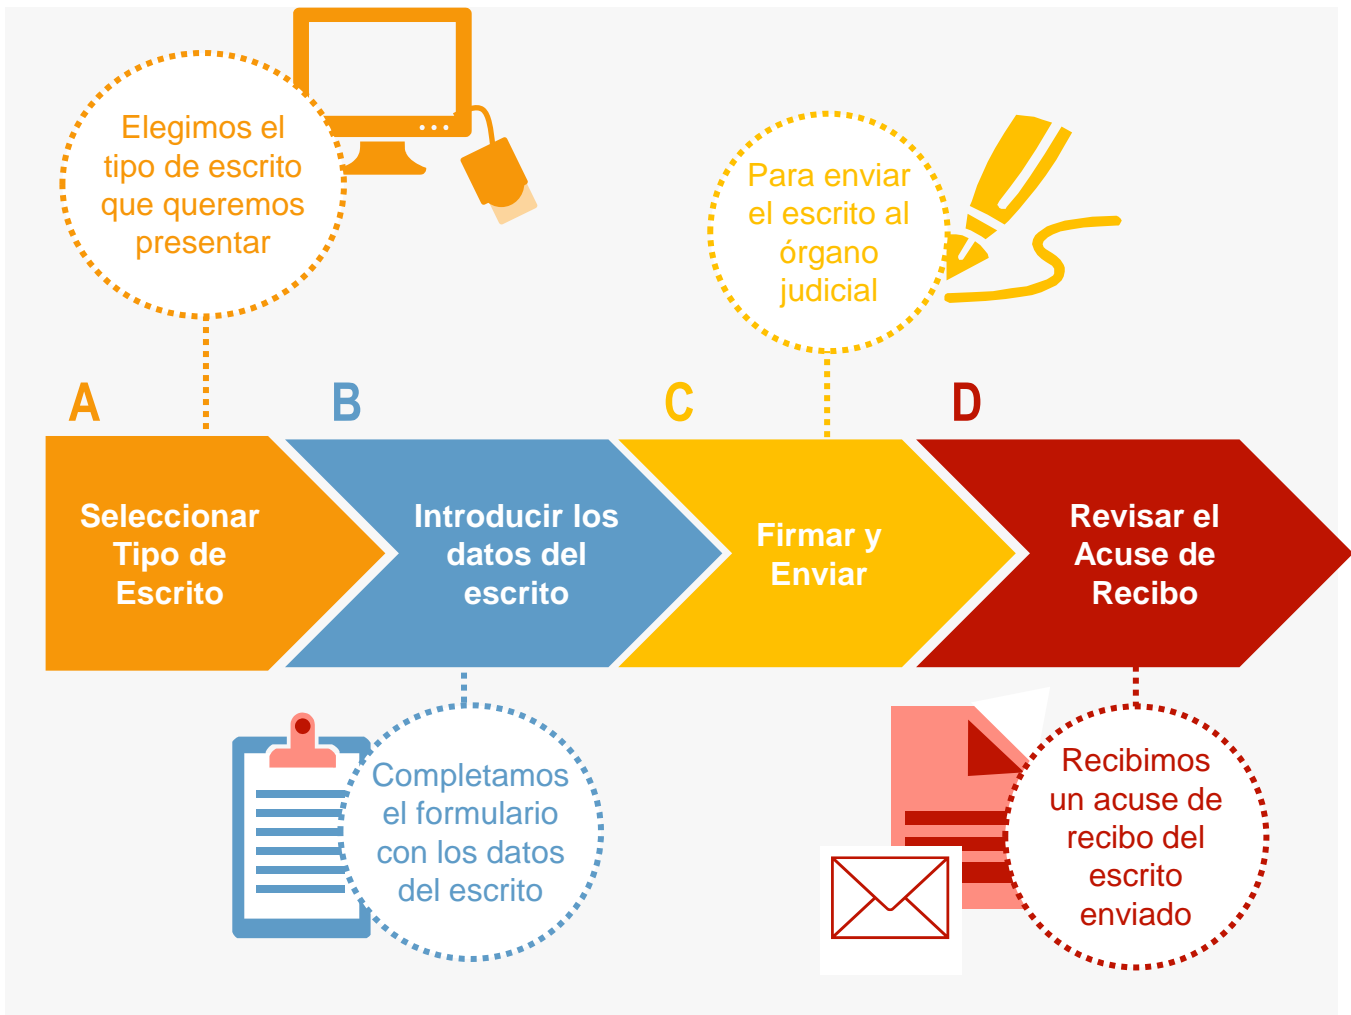 Elegimos el
tipo de escrito
que queremos
presentar
Para enviar
el escrito al
órgano
judicial
A
B
C
D
Seleccionar
Tipo de
Escrito
Introducir los
datos del
escrito
Firmar y
Enviar
Revisar el
Acuse de
Recibo
Completamos
el formulario
con los datos
del escrito
Recibimos
un acuse de
recibo del
escrito
enviado